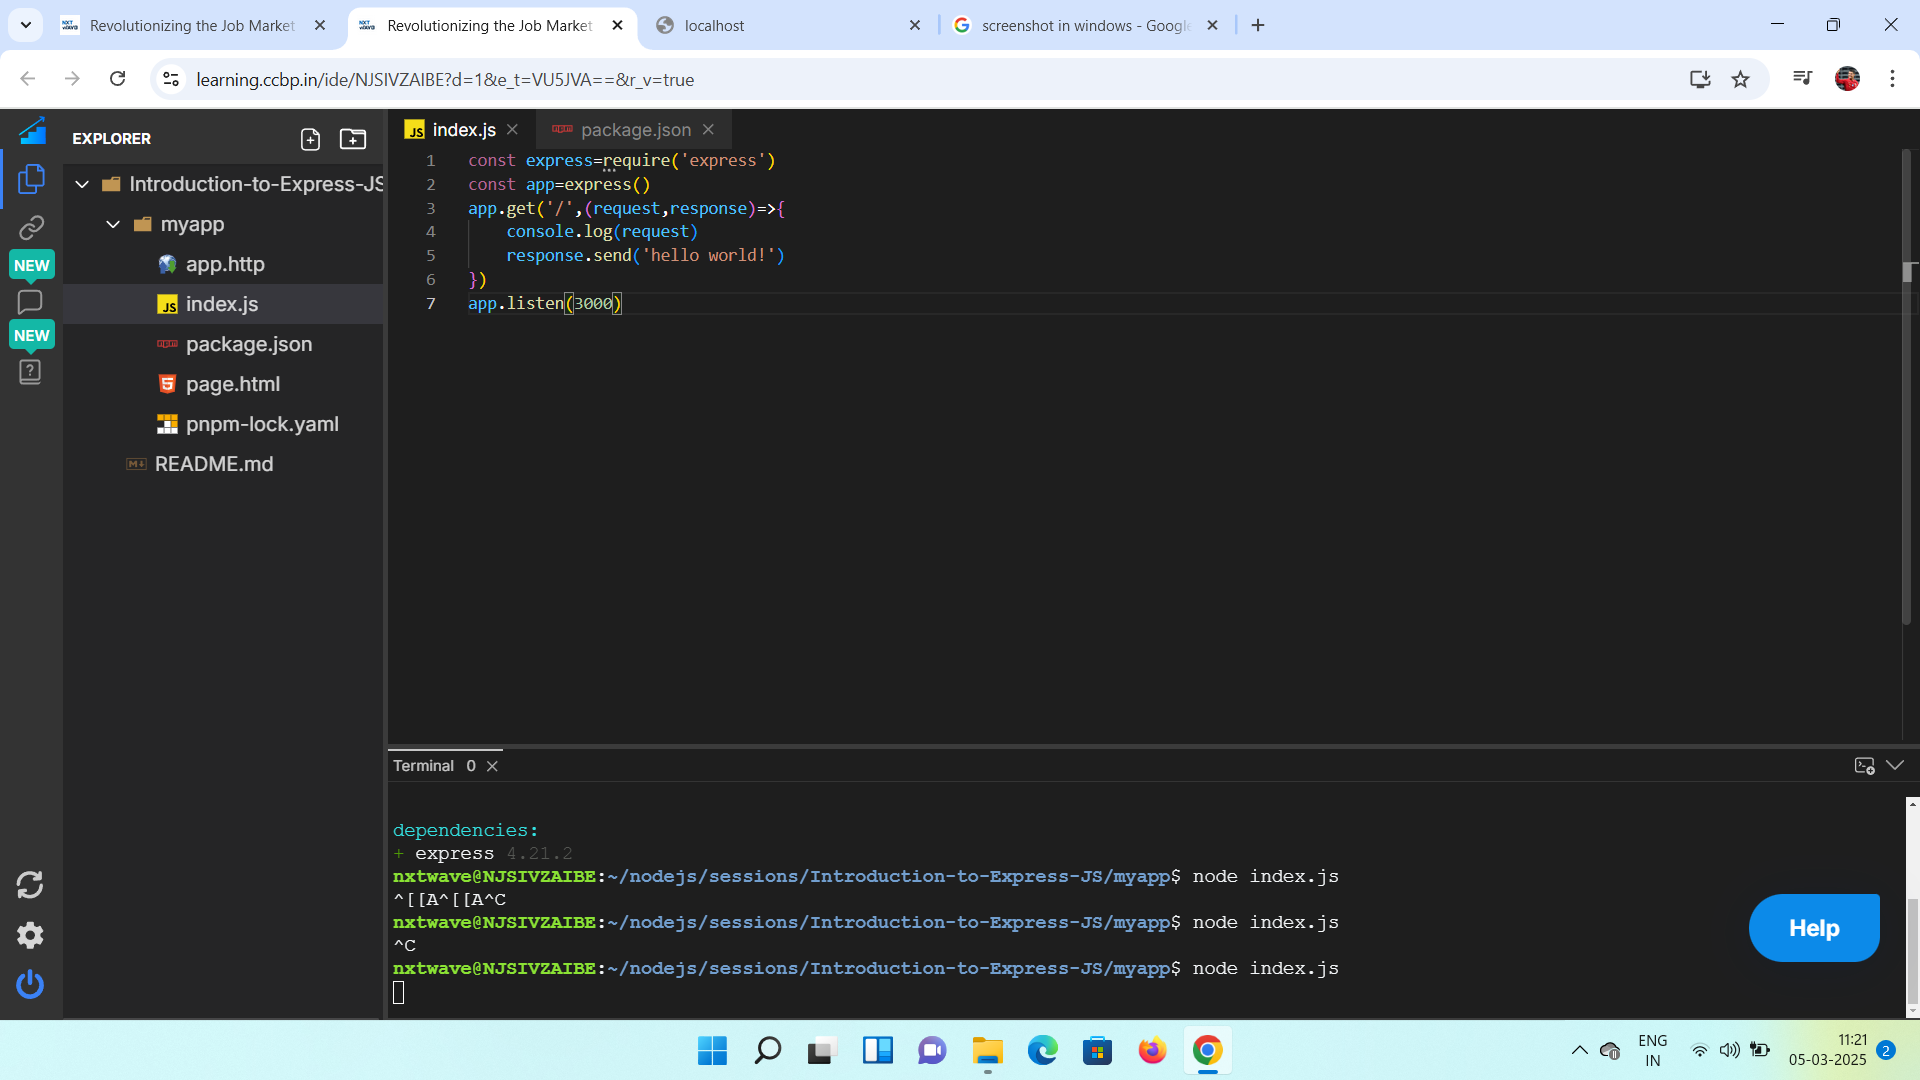 Revolutionizing the Job Market
Revolutionizing the Job Market
localhost
screenshot in windows - Google
learning.ccbp.in/ide/NJSIVZAIBE?d=1&e_t=VU5JVA==&r_v=true
EXPLORER
Introduction-to-Express-JS
myapp
app.http
index.js
package.json
page.html
pnpm-lock.yaml
README.md
NEW
NEW
index.js
package.json
1 const express=require('express')
2 const app=express()
3 app.get('/',(request,response)=>{
4 console.log(request)
5 response.send('hello world!')
6 })
7 app.listen(3000)
Terminal 0
dependencies:
+ express 4.21.2
nxtwave@NJSIVZAIBE:~/nodejs/sessions/Introduction-to-Express-JS/myapp$ node index.js
^[[A^[[A^C
nxtwave@NJSIVZAIBE:~/nodejs/sessions/Introduction-to-Express-JS/myapp$ node index.js
^C
nxtwave@NJSIVZAIBE:~/nodejs/sessions/Introduction-to-Express-JS/myapp$ node index.js
Help
ENG
IN
11:21
05-03-2025
2